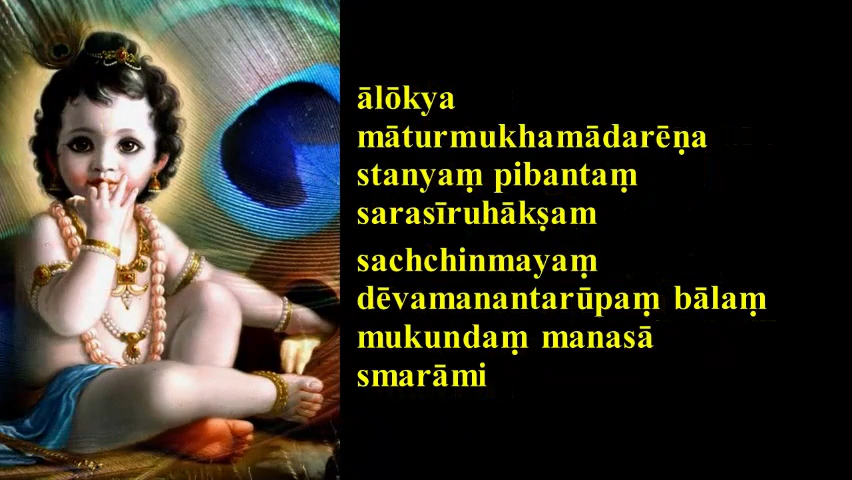 ālōkya
māturmukhamādarēṇa
stanyaṃ pibantaṃ
sarasīruhākṣam
sachchinmayaṃ
dēvamanantarūpaṃ bālaṃ
mukundaṃ manasā
smarāmi